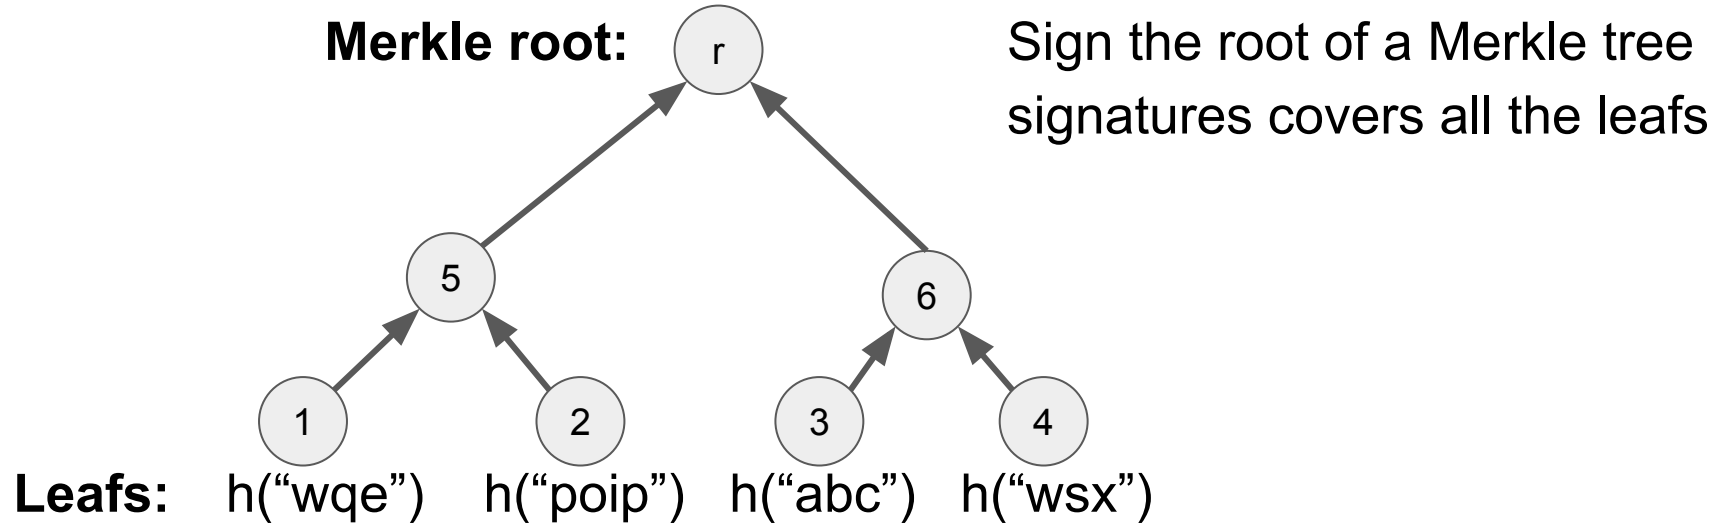 Merkle root:
r
Sign the root of a Merkle tree
signatures covers all the leafs
5
6
1
2
3
4
Leafs: h(“wqe”) h(“poip”) h(“abc”) h(“wsx”)